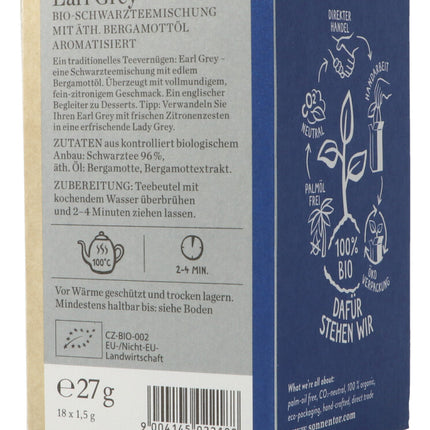 Earl Grey
BIO-SCHWARZTEEMISCHUNG
MIT ÄTH. BERGAMOTTÖL
AROMATISIERT
Ein traditionelles Teevernügen: Earl Grey –
eine Schwarzteemischung mit edlem
Bergamottöl. Überzeugt mit vollmundigem,
fein-zitronigem Geschmack. Ein englischer
Begleiter zu Desserts. Tipp: Verwandeln Sie
Ihren Earl Grey mit frischen Zitronenzesten
in eine erfrischende Lady Grey.
ZUTATEN aus kontrolliert biologischem
Anbau: Schwarztee 96%,
äth. Öl: Bergamotte, Bergamottextrakt.
ZUBEREITUNG: Teebeutel mit
kochendem Wasser überbrühen
und 2–4 Minuten ziehen lassen.
100°C
2-4 MIN.
Vor Wärme geschützt und trocken lagern.
Mindestens haltbar bis: siehe Boden
CZ-BIO-002
EU-/Nicht-EU-
Landwirtschaft
℮27g
18 x 1,5 g
DIREKTER
HANDEL
HANDARBEIT
CO₂
NEUTRAL
PALMÖL
FREI
100%
BIO
ÖKO
VERPACKUNG
DAFÜR
STEHEN WIR
What we're all about:
palm-oil free, CO₂-neutral, 100% organic,
eco-packaging, hand-crafted, direct trade
www.sonnentor.com